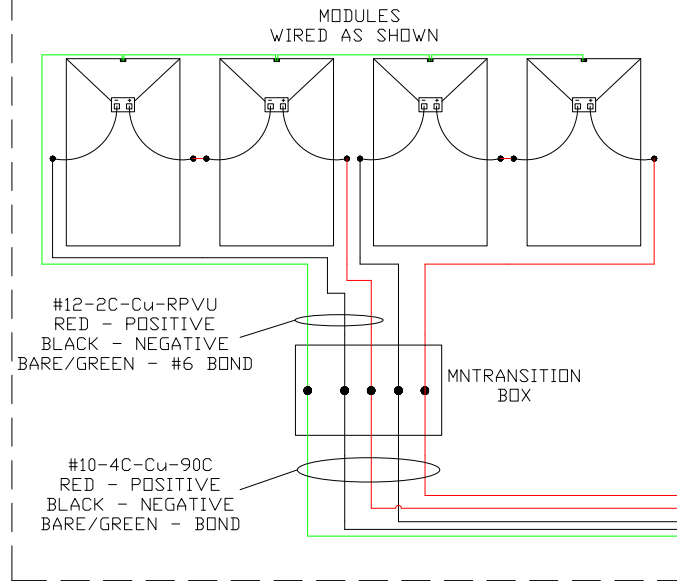 MODULES
WIRED AS SHOWN
- +
- +
- +
- +
#12-2C-Cu-RPVU
RED - POSITIVE
BLACK - NEGATIVE
BARE/GREEN - #6 BOND
MNTRANSITION
BOX
#10-4C-Cu-90C
RED - POSITIVE
BLACK - NEGATIVE
BARE/GREEN - BOND